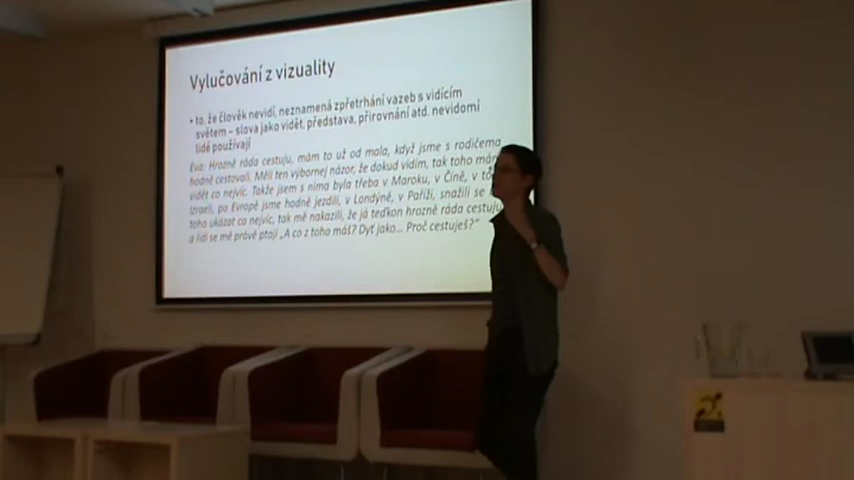 Vylučování z vizuality
• to, že člověk nevidí, neznamená zpřetrhání vazeb s vidícím
světem – slova jako vidět, představa, přirovnání atd. nevidomí
lidé používají
Eva: Hrozně ráda cestuju, mám to už od mala, když jsme s rodičema
hodně cestovali. Měli ten výbornej názor, že dokud vidím, tak toho mám
vidět co nejvíc. Takže jsem s nima byla třeba v Maroku, v Číně, v
Izraeli, po Evropě jsme hodně jezdili, v Londýně, v Paříži, snažili se
toho ukázat co nejvíc, tak mě nakazili, že já teďkon hrozně ráda cestuju
a lidi se mě právě ptají „A co z toho máš? Dyť jako... Proč cestuješ?"